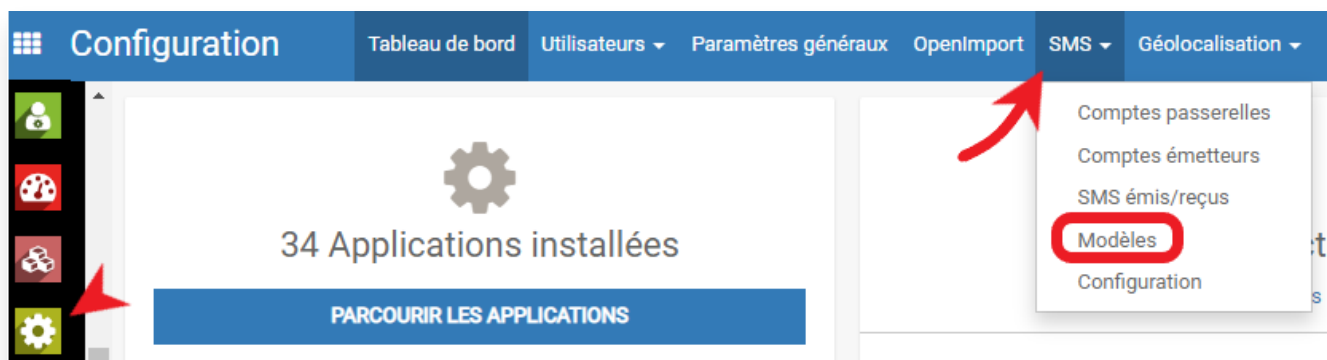 Configuration
Tableau de bord
Utilisateurs
Paramètres généraux
OpenImport
SMS
Géolocalisation
Comptes passerelles
Comptes émetteurs
SMS émis/reçus
Modèles
Configuration
34 Applications installées
PARCOURIR LES APPLICATIONS